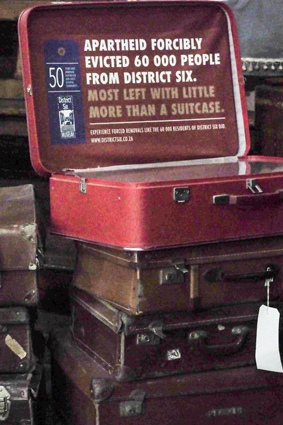 APARTHEID FORCIBLY
EVICTED 60 000 PEOPLE
FROM DISTRICT SIX.
MOST LEFT WITH LITTLE
MORE THAN A SUITCASE.
EXPERIENCE FORCED REMOVALS LIKE THE 60 000 RESIDENTS OF DISTRICT SIX DID.
WWW.DISTRICTSIX.CO.ZA
50
District
Six
MUSEUM